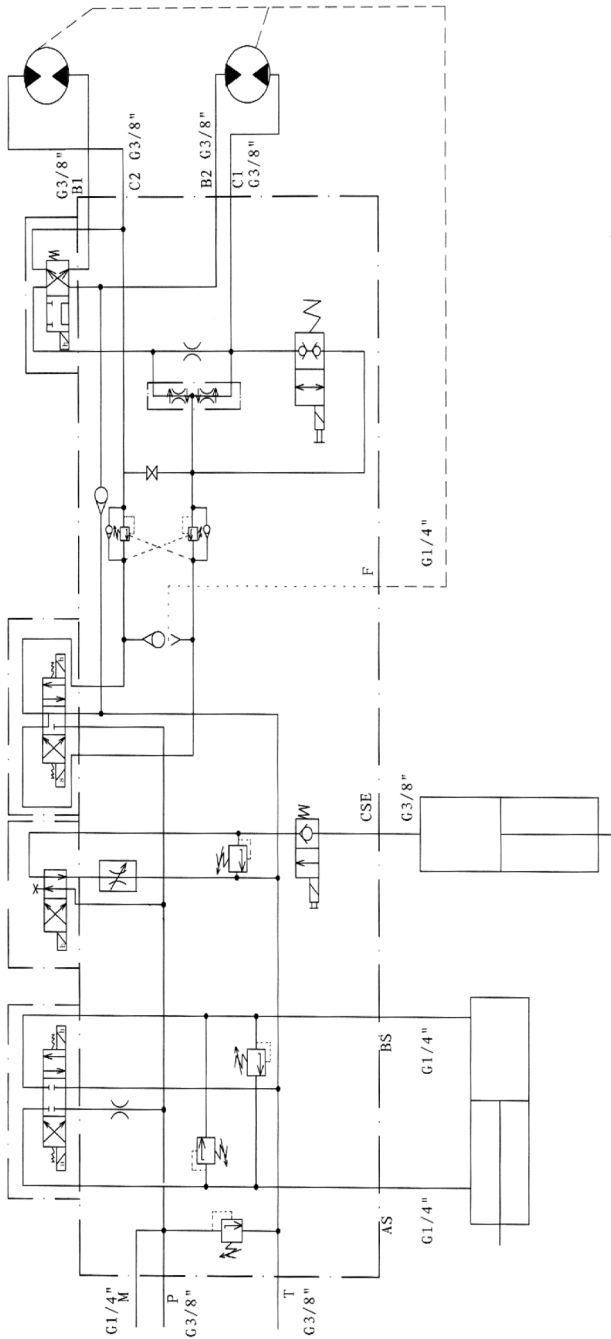 G3/8"
B1
C2 G3/8"
B2 G3/8"
C1
G3/8"
b
F
G1/4"
a
b
CSE
G3/8"
b
a
b
BS
G1/4"
AS
G1/4"
G1/4"
M
P
G3/8"
T
G3/8"